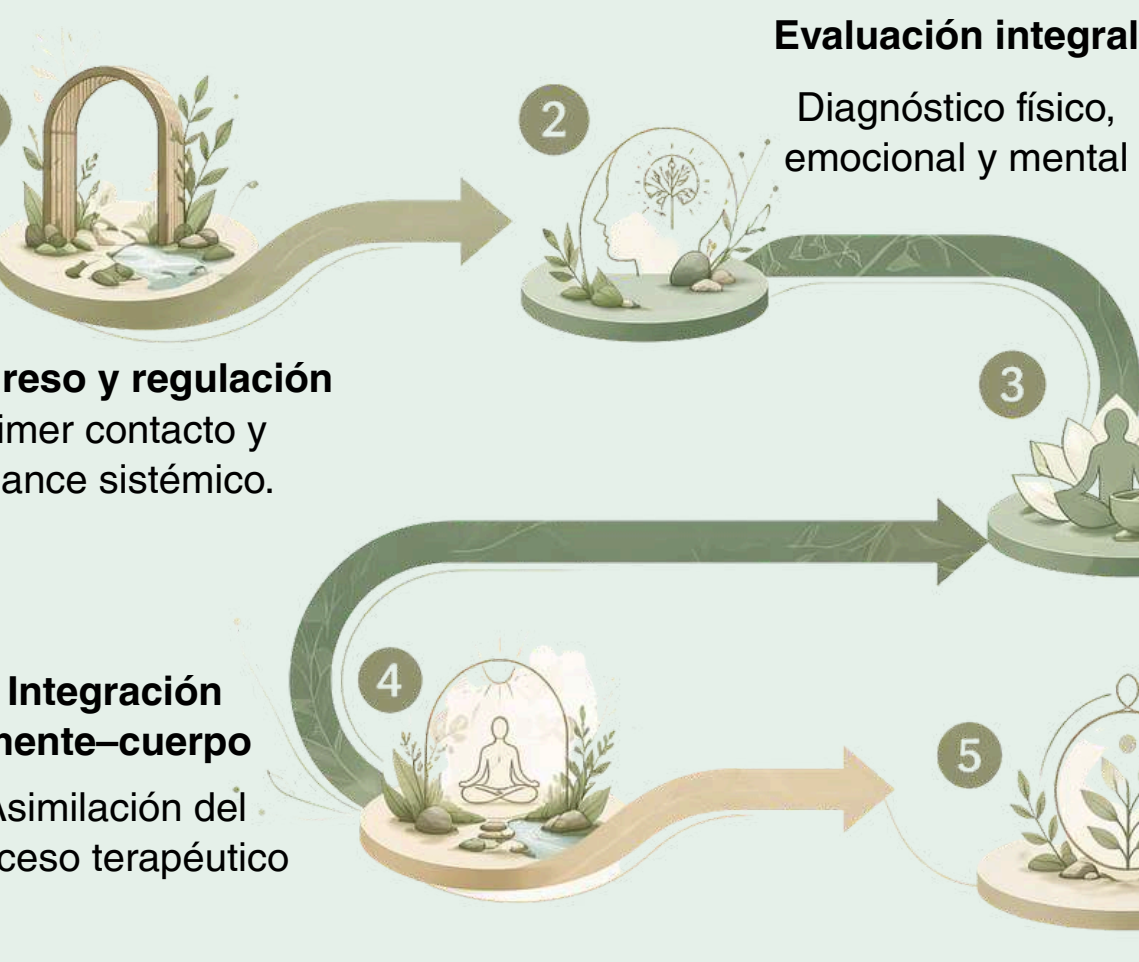 Evaluación integral
2
Diagnóstico físico,
emocional y mental
reso y regulación
imer contacto y
ance sistémico.
3
Integración
mente–cuerpo
4
Asimilación del
ceso terapéutico
5